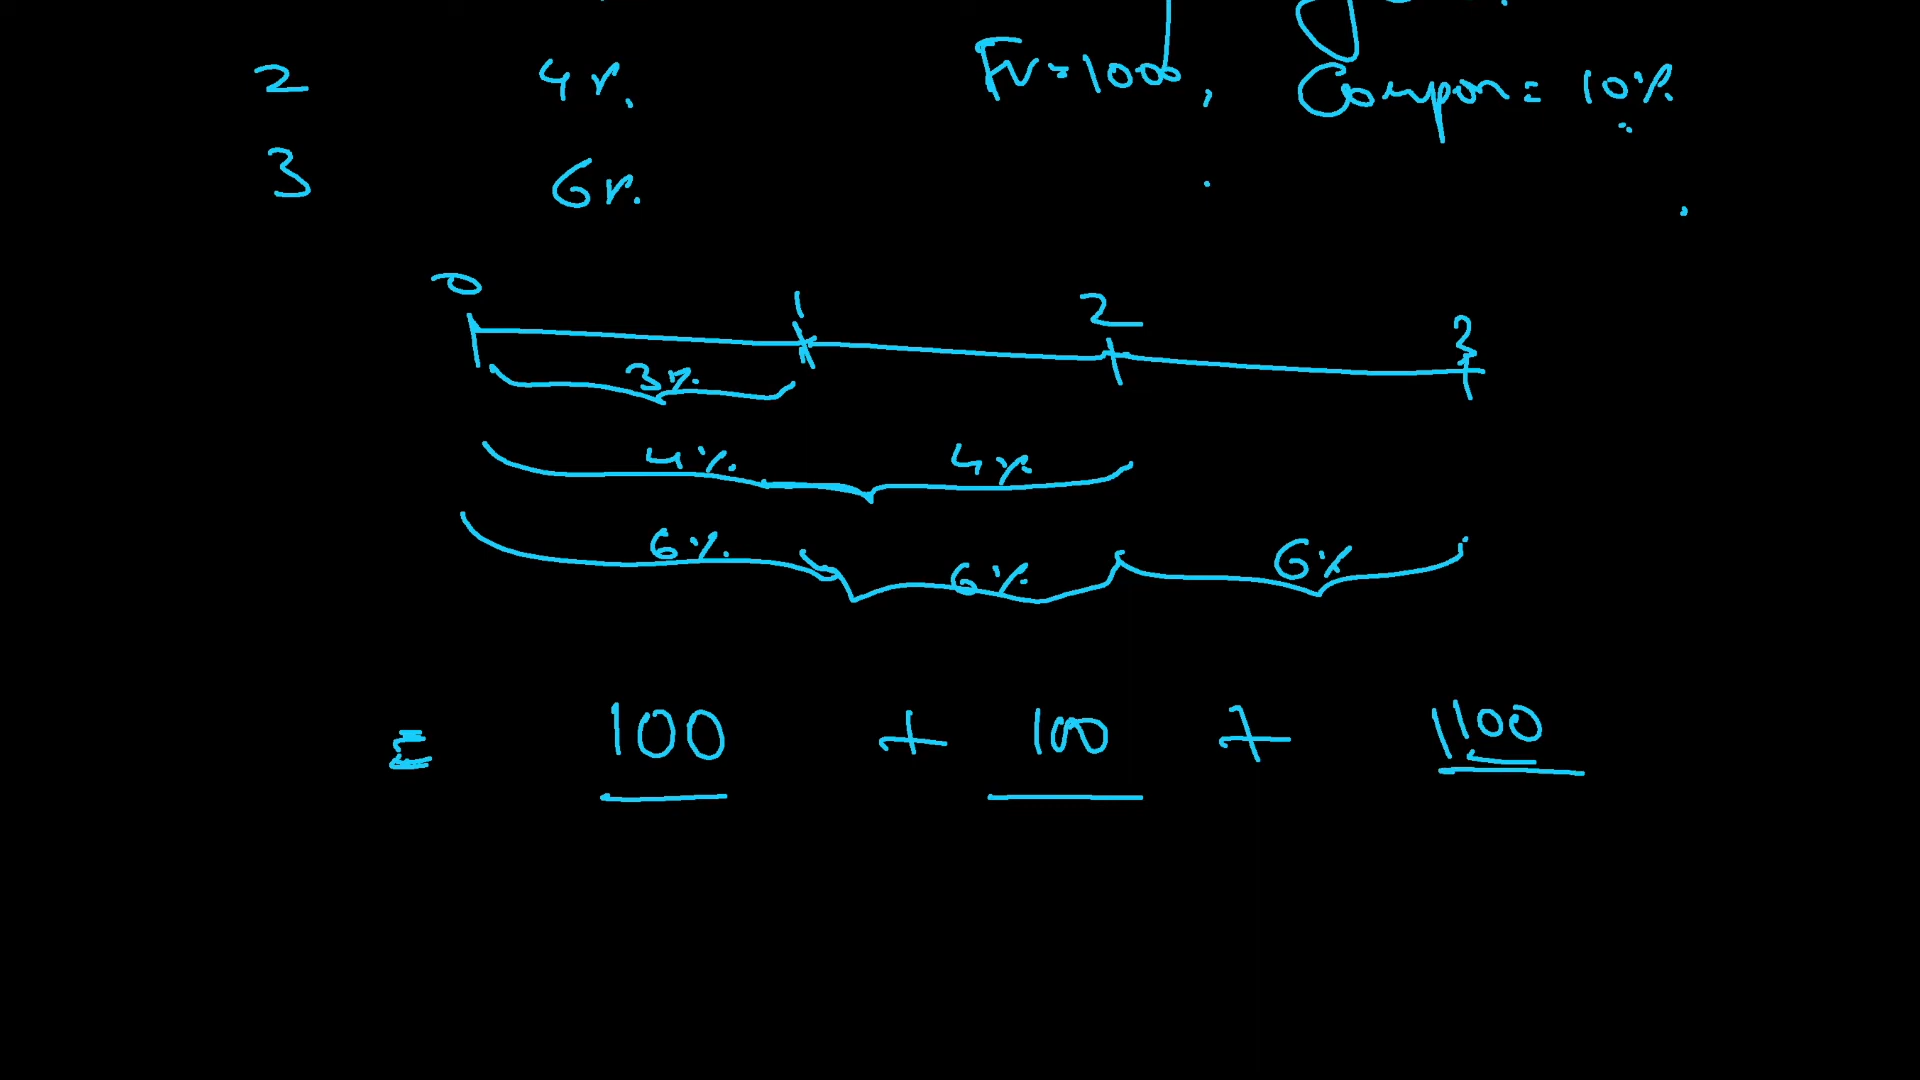 2 4%. Fv=1000, Coupon= 10%.
3 6%.
0 1 2 3
3%.
4%. 4%.
6%. 6%. 6%
= 100 + 100 + 1100